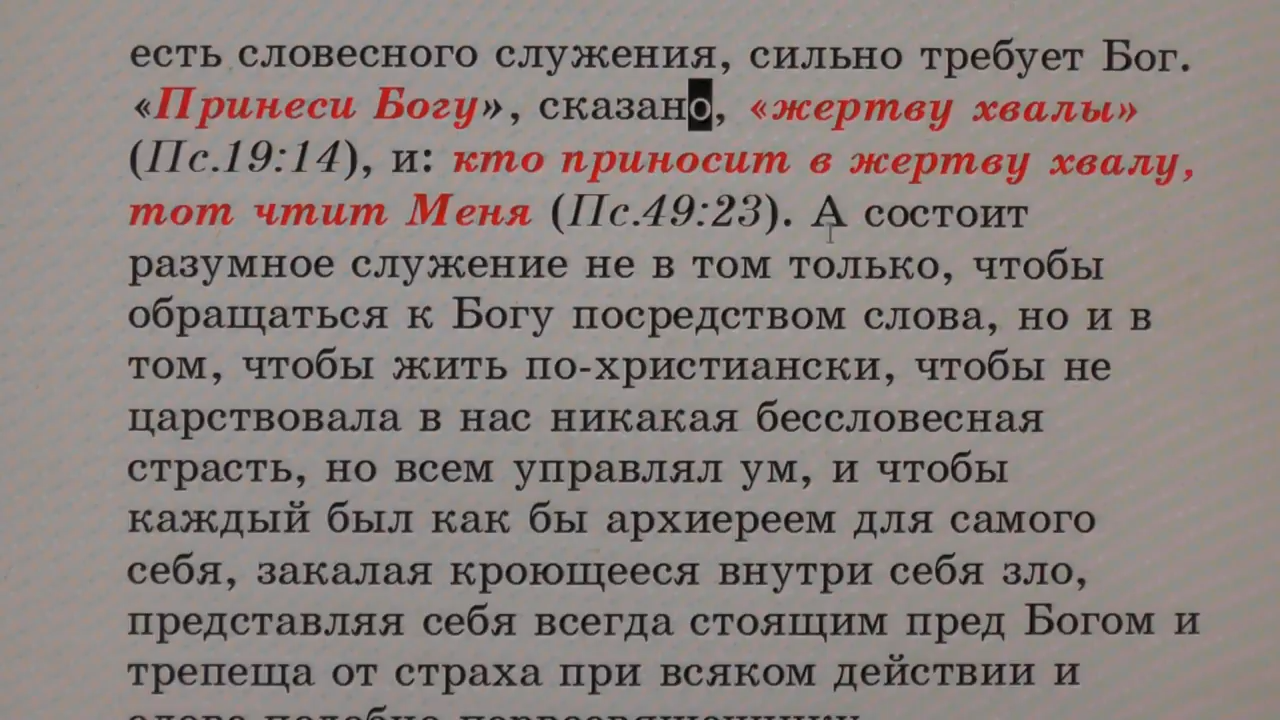 есть словесного служения, сильно требует Бог.
«Принеси Богу», сказано, «жертву хвалы»
(Пс.19:14), и: кто приносит в жертву хвалу,
тот чтит Меня (Пс.49:23). А состоит
разумное служение не в том только, чтобы
обращаться к Богу посредством слова, но и в
том, чтобы жить по-христиански, чтобы не
царствовала в нас никакая бессловесная
страсть, но всем управлял ум, и чтобы
каждый был как бы архиереем для самого
себя, закалая кроющееся внутри себя зло,
представляя себя всегда стоящим пред Богом и
трепеща от страха при всяком действии и